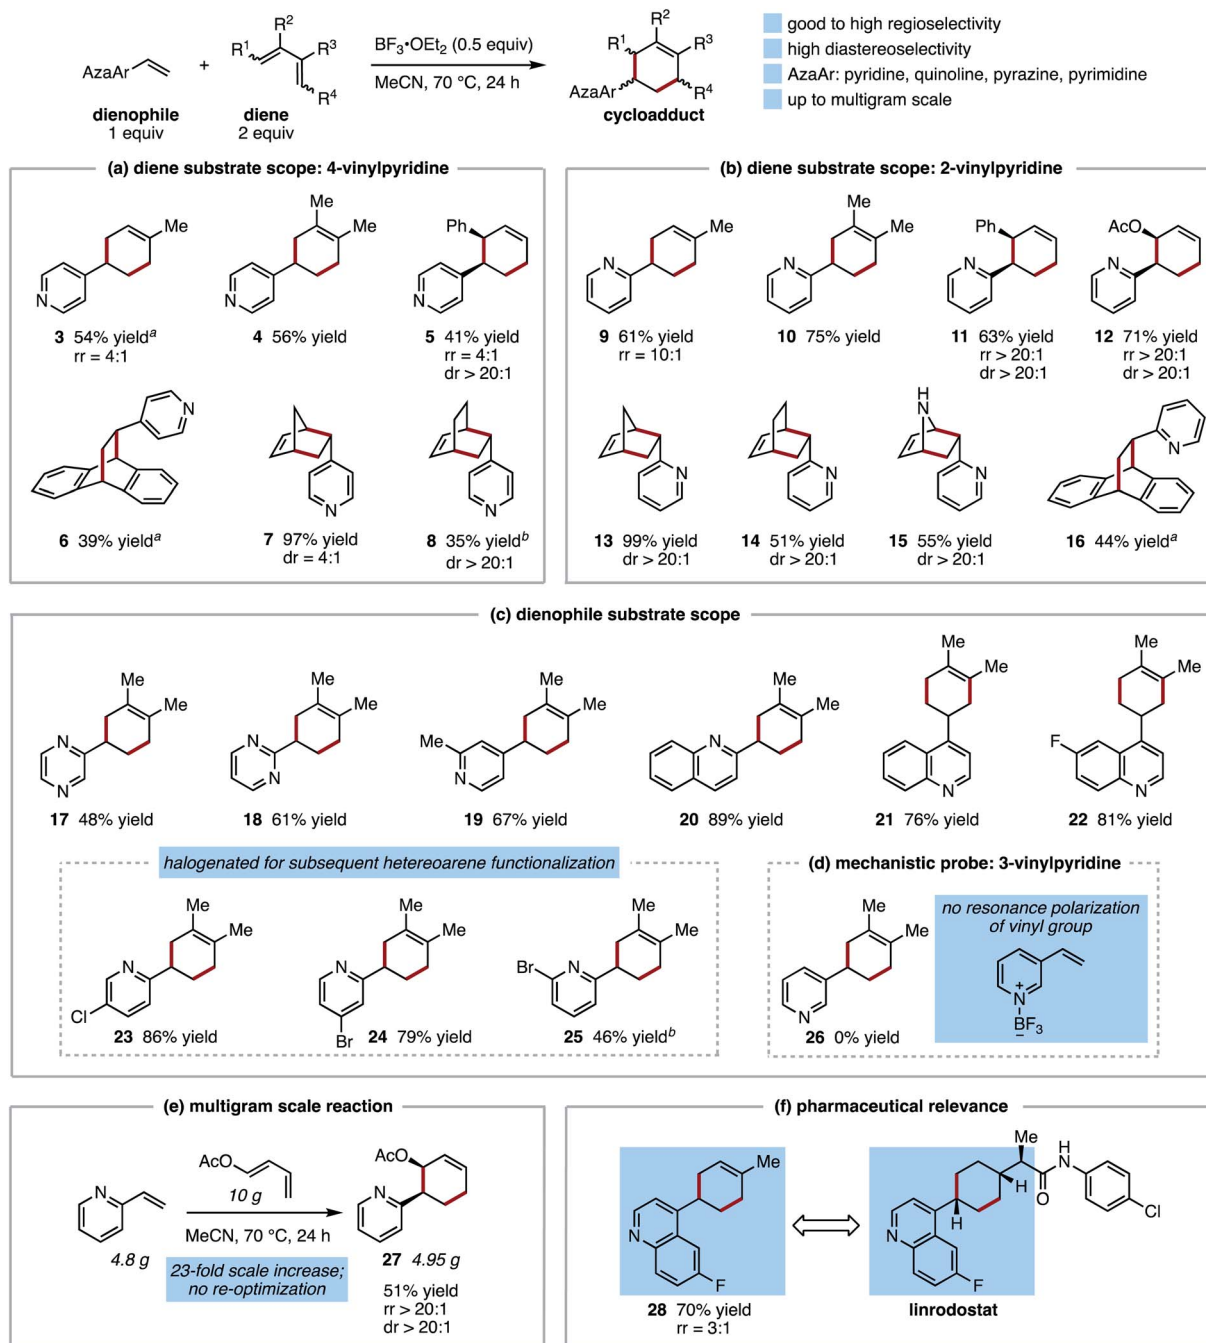 AzaAr
+
R1
R2
R3
R4
dienophile
1 equiv
diene
2 equiv
BF3•OEt2 (0.5 equiv)
MeCN, 70 °C, 24 h
R1
R2
R3
R4
AzaAr
cycloadduct
good to high regioselectivity
high diastereoselectivity
AzaAr: pyridine, quinoline, pyrazine, pyrimidine
up to multigram scale
(a) diene substrate scope: 4-vinylpyridine
Me
N
3 54% yield^a
rr = 4:1
Me
Me
N
4 56% yield
Ph
N
5 41% yield
rr = 4:1
dr > 20:1
N
6 39% yield^a
N
7 97% yield
dr = 4:1
N
8 35% yield^b
dr > 20:1
(b) diene substrate scope: 2-vinylpyridine
Me
N
9 61% yield
rr = 10:1
Me
Me
N
10 75% yield
Ph
N
11 63% yield
rr > 20:1
dr > 20:1
AcO
N
12 71% yield
rr > 20:1
dr > 20:1
N
13 99% yield
dr > 20:1
N
14 51% yield
dr > 20:1
H
N
N
15 55% yield
dr > 20:1
N
16 44% yield^a
(c) dienophile substrate scope
Me
Me
N
N
17 48% yield
Me
Me
N
N
18 61% yield
Me
Me
Me
N
19 67% yield
Me
Me
N
20 89% yield
Me
Me
N
21 76% yield
Me
Me
F
N
22 81% yield
halogenated for subsequent hetereoarene functionalization
Me
Me
N
Cl
23 86% yield
Me
Me
N
Br
24 79% yield
Me
Me
Br
N
25 46% yield^b
(d) mechanistic probe: 3-vinylpyridine
Me
Me
N
26 0% yield
no resonance polarization
of vinyl group
+
N
BF3
−
(e) multigram scale reaction
N
4.8 g
AcO
10 g
MeCN, 70 °C, 24 h
23-fold scale increase;
no re-optimization
AcO
N
27 4.95 g
51% yield
rr > 20:1
dr > 20:1
(f) pharmaceutical relevance
Me
N
F
28 70% yield
rr = 3:1
Me
H
N
O
Cl
H
H
N
F
linrodostat